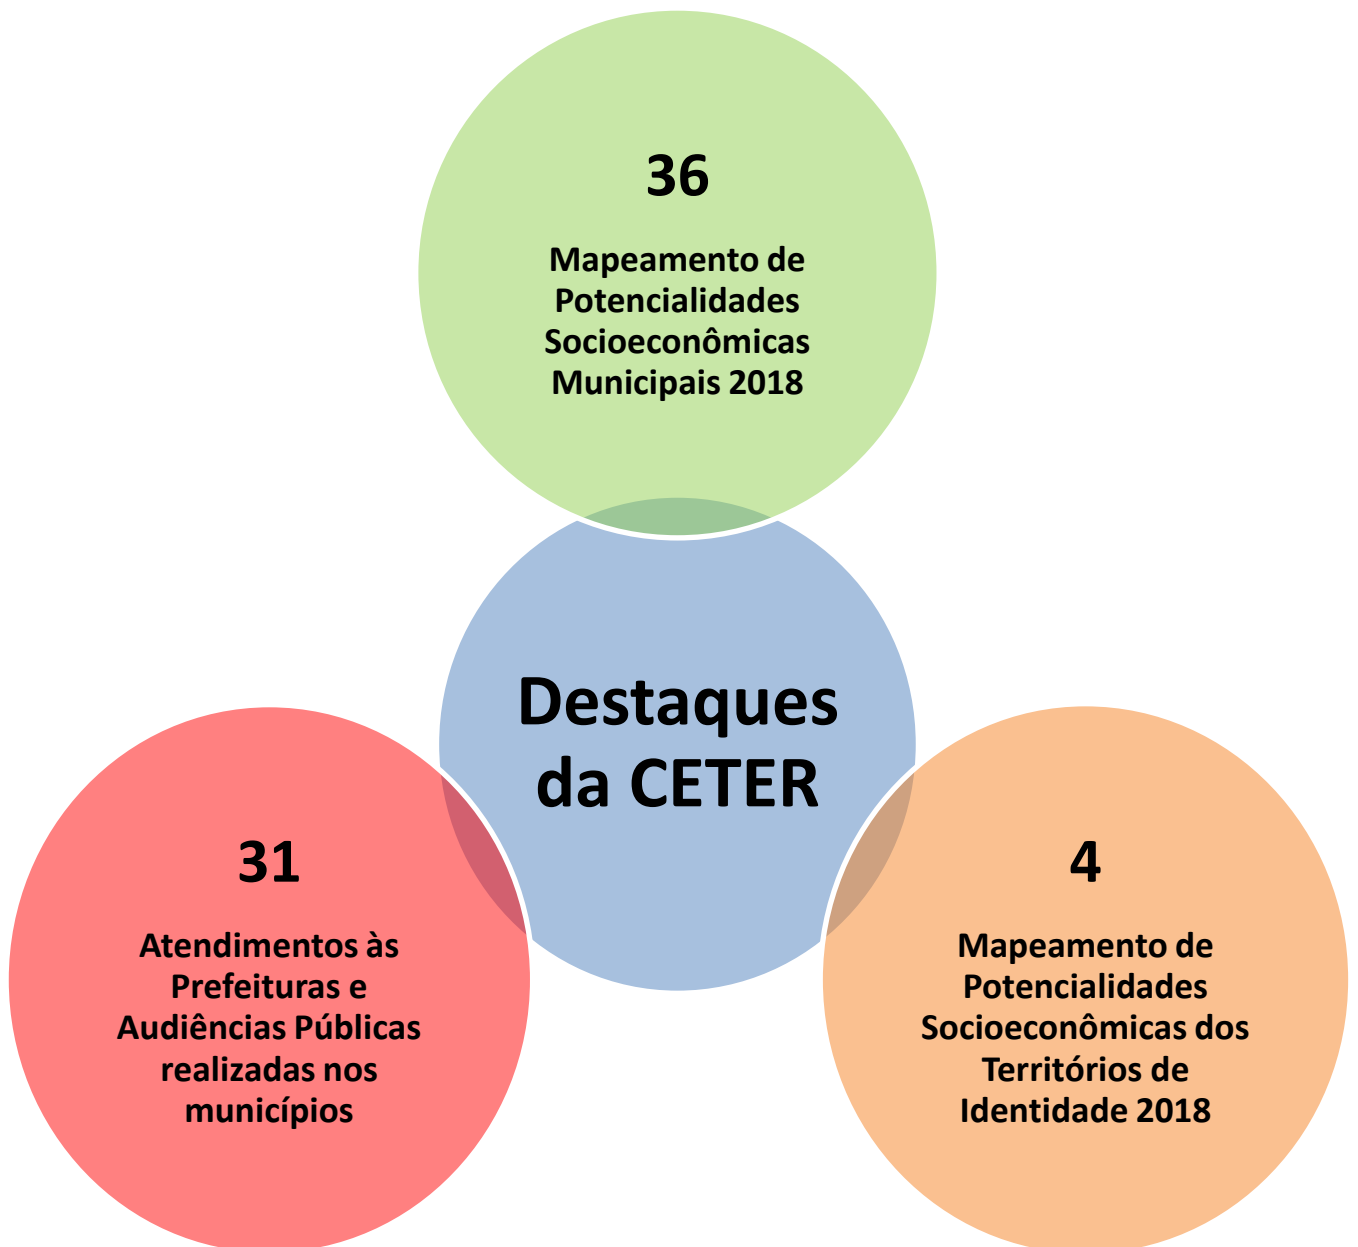 36
Mapeamento de
Potencialidades
Socioeconômicas
Municipais 2018
Destaques
da CETER
31
Atendimentos às
Prefeituras e
Audiências Públicas
realizadas nos
municípios
4
Mapeamento de
Potencialidades
Socioeconômicas dos
Territórios de
Identidade 2018